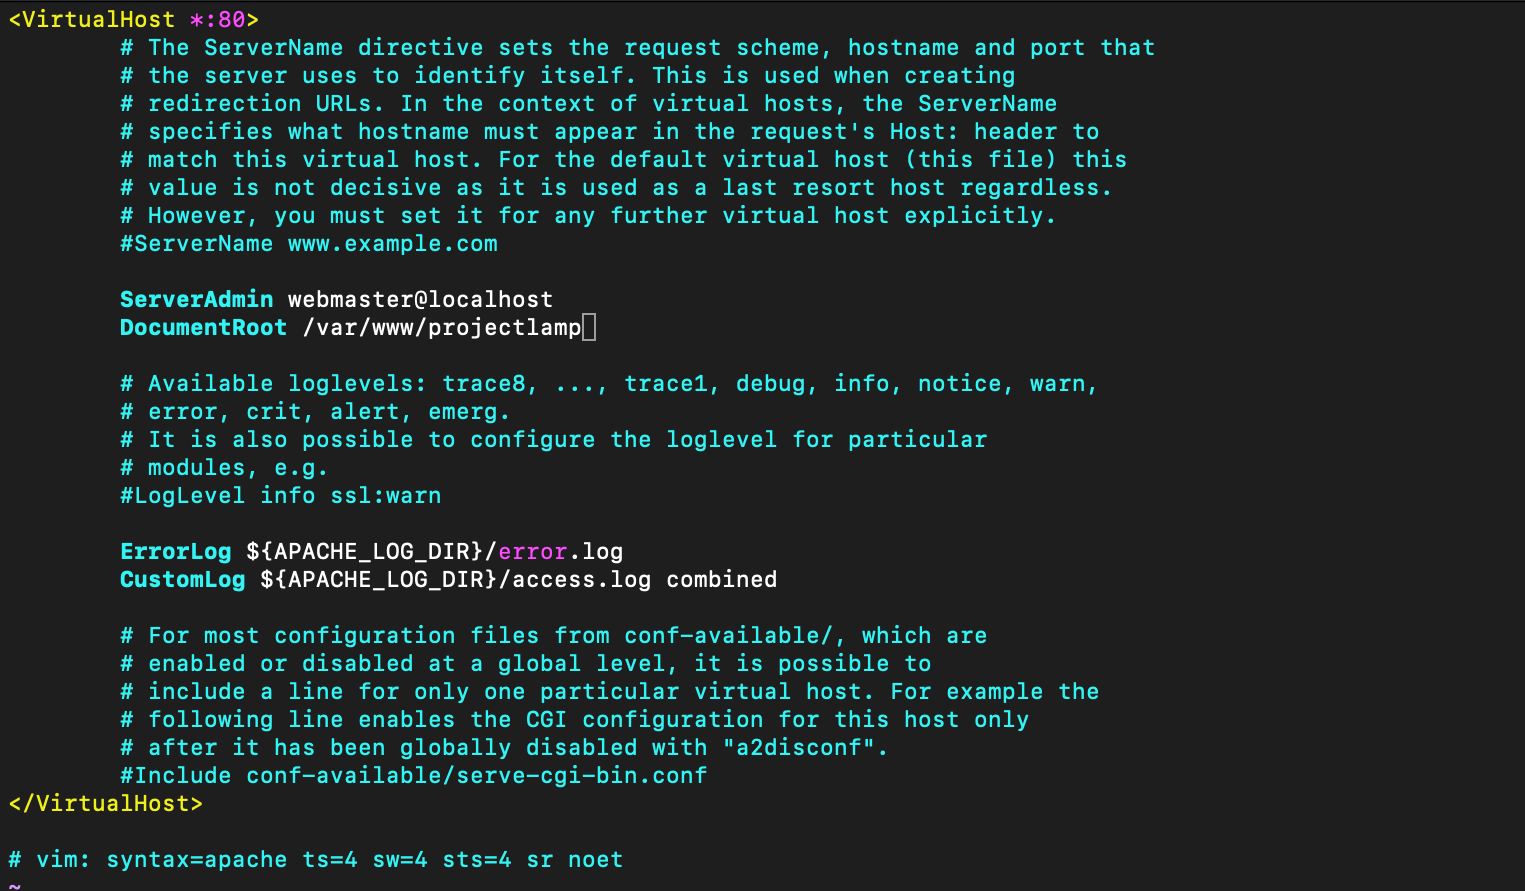 <VirtualHost *:80>
        # The ServerName directive sets the request scheme, hostname and port that
        # the server uses to identify itself. This is used when creating
        # redirection URLs. In the context of virtual hosts, the ServerName
        # specifies what hostname must appear in the request's Host: header to
        # match this virtual host. For the default virtual host (this file) this
        # value is not decisive as it is used as a last resort host regardless.
        # However, you must set it for any further virtual host explicitly.
        #ServerName www.example.com

        ServerAdmin webmaster@localhost
        DocumentRoot /var/www/projectlamp

        # Available loglevels: trace8, ..., trace1, debug, info, notice, warn,
        # error, crit, alert, emerg.
        # It is also possible to configure the loglevel for particular
        # modules, e.g.
        #LogLevel info ssl:warn

        ErrorLog ${APACHE_LOG_DIR}/error.log
        CustomLog ${APACHE_LOG_DIR}/access.log combined

        # For most configuration files from conf-available/, which are
        # enabled or disabled at a global level, it is possible to
        # include a line for only one particular virtual host. For example the
        # following line enables the CGI configuration for this host only
        # after it has been globally disabled with "a2disconf".
        #Include conf-available/serve-cgi-bin.conf
</VirtualHost>

# vim: syntax=apache ts=4 sw=4 sts=4 sr noet
~